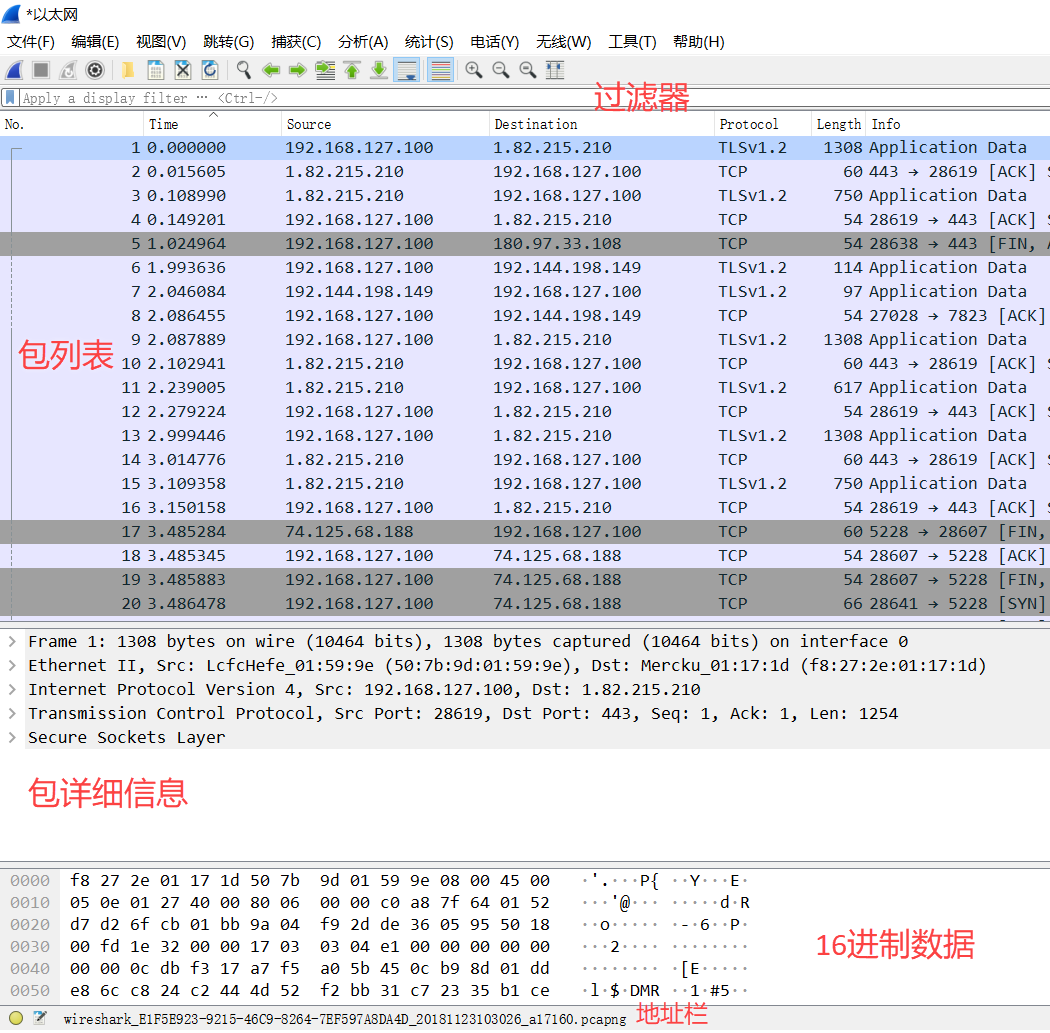 *以太网
文件(F) 编辑(E) 视图(V) 跳转(G) 捕获(C) 分析(A) 统计(S) 电话(Y) 无线(W) 工具(T) 帮助(H)
Apply a display filter ⋯ <Ctrl-/>
过滤器
No. Time Source Destination Protocol Length Info
1 0.000000 192.168.127.100 1.82.215.210 TLSv1.2 1308 Application Data
2 0.015605 1.82.215.210 192.168.127.100 TCP 60 443 → 28619 [ACK] S
3 0.108990 1.82.215.210 192.168.127.100 TLSv1.2 750 Application Data
4 0.149201 192.168.127.100 1.82.215.210 TCP 54 28619 → 443 [ACK] S
5 1.024964 192.168.127.100 180.97.33.108 TCP 54 28638 → 443 [FIN, A
6 1.993636 192.168.127.100 192.144.198.149 TLSv1.2 114 Application Data
7 2.046084 192.144.198.149 192.168.127.100 TLSv1.2 97 Application Data
8 2.086455 192.168.127.100 192.144.198.149 TCP 54 27028 → 7823 [ACK]
9 2.087889 192.168.127.100 1.82.215.210 TLSv1.2 1308 Application Data
包列表
10 2.102941 1.82.215.210 192.168.127.100 TCP 60 443 → 28619 [ACK] S
11 2.239005 1.82.215.210 192.168.127.100 TLSv1.2 617 Application Data
12 2.279224 192.168.127.100 1.82.215.210 TCP 54 28619 → 443 [ACK] S
13 2.999446 192.168.127.100 1.82.215.210 TLSv1.2 1308 Application Data
14 3.014776 1.82.215.210 192.168.127.100 TCP 60 443 → 28619 [ACK] S
15 3.109358 1.82.215.210 192.168.127.100 TLSv1.2 750 Application Data
16 3.150158 192.168.127.100 1.82.215.210 TCP 54 28619 → 443 [ACK] S
17 3.485284 74.125.68.188 192.168.127.100 TCP 60 5228 → 28607 [FIN,
18 3.485345 192.168.127.100 74.125.68.188 TCP 54 28607 → 5228 [ACK]
19 3.485883 192.168.127.100 74.125.68.188 TCP 54 28607 → 5228 [FIN,
20 3.486478 192.168.127.100 74.125.68.188 TCP 66 28641 → 5228 [SYN]
Frame 1: 1308 bytes on wire (10464 bits), 1308 bytes captured (10464 bits) on interface 0
Ethernet II, Src: LcfcHefe_01:59:9e (50:7b:9d:01:59:9e), Dst: Mercku_01:17:1d (f8:27:2e:01:17:1d)
Internet Protocol Version 4, Src: 192.168.127.100, Dst: 1.82.215.210
Transmission Control Protocol, Src Port: 28619, Dst Port: 443, Seq: 1, Ack: 1, Len: 1254
Secure Sockets Layer
包详细信息
0000 f8 27 2e 01 17 1d 50 7b 9d 01 59 9e 08 00 45 00 ·'.···P{ ··Y···E·
0010 05 0e 01 27 40 00 80 06 00 00 c0 a8 7f 64 01 52 ···'@··· ·····d·R
0020 d7 d2 6f cb 01 bb 9a 04 f9 2d de 36 05 95 50 18 ··o····· ·-·6··P·
0030 00 fd 1e 32 00 00 17 03 03 04 e1 00 00 00 00 00 ···2···· ········
0040 00 00 0c db f3 17 a7 f5 a0 5b 45 0c b9 8d 01 dd ········ ·[E·····
0050 e8 6c c8 24 c2 44 4d 52 f2 bb 31 c7 23 35 b1 ce ·l·$·DMR ··1·#5··
16进制数据
wireshark_E1F5E923-9215-46C9-8264-7EF597A8DA4D_20181123103026_a17160.pcapng 地址栏